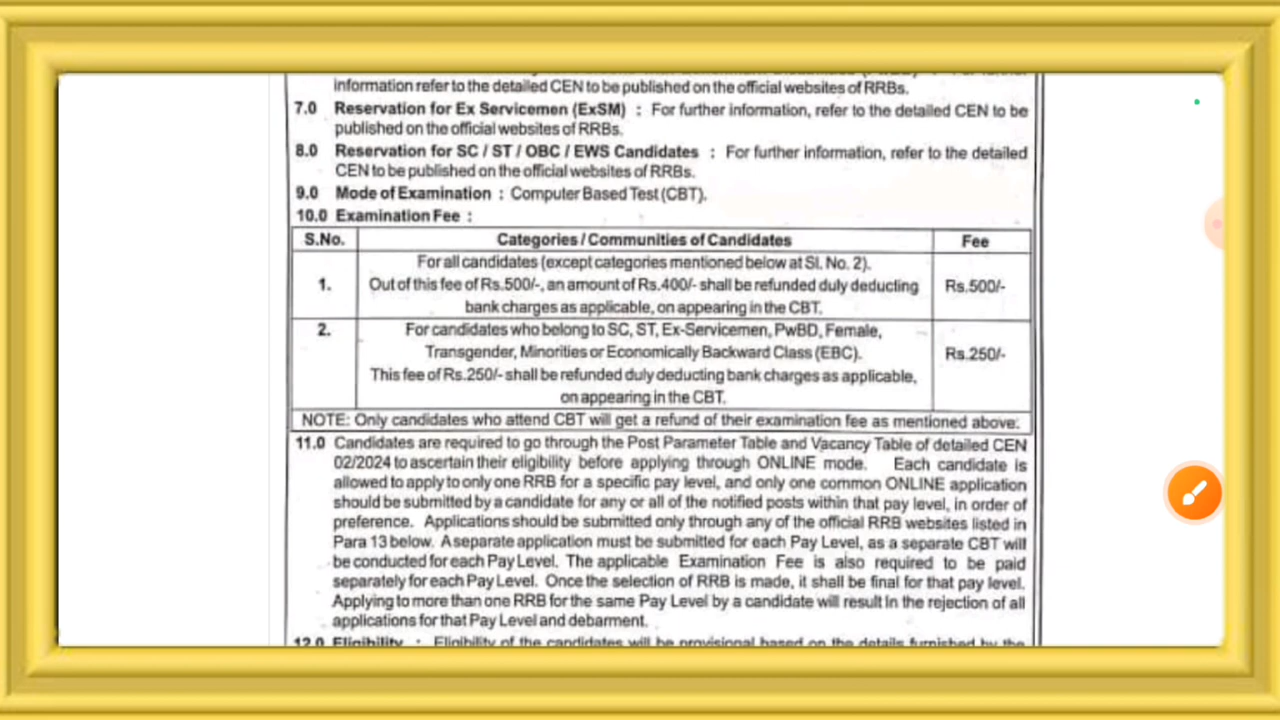 information refer to the detailed CEN to be published on the official websites of RRBs.
7.0 Reservation for Ex Servicemen (ExSM) : For further information, refer to the detailed CEN to be
published on the official websites of RRBs.
8.0 Reservation for SC / ST / OBC / EWS Candidates : For further information, refer to the detailed
CEN to be published on the official websites of RRBs.
9.0 Mode of Examination : Computer Based Test (CBT).
10.0 Examination Fee :
S.No. Categories / Communities of Candidates Fee
For all candidates (except categories mentioned below at Sl. No. 2).
1. Out of this fee of Rs.500/-, an amount of Rs.400/- shall be refunded duly deducting Rs.500/-
bank charges as applicable, on appearing in the CBT.
2. For candidates who belong to SC, ST, Ex-Servicemen, PwBD, Female,
Transgender, Minorities or Economically Backward Class (EBC). Rs.250/-
This fee of Rs.250/- shall be refunded duly deducting bank charges as applicable,
on appearing in the CBT.
NOTE: Only candidates who attend CBT will get a refund of their examination fee as mentioned above.
11.0 Candidates are required to go through the Post Parameter Table and Vacancy Table of detailed CEN
02/2024 to ascertain their eligibility before applying through ONLINE mode. Each candidate is
allowed to apply to only one RRB for a specific pay level, and only one common ONLINE application
should be submitted by a candidate for any or all of the notified posts within that pay level, in order of
preference. Applications should be submitted only through any of the official RRB websites listed in
Para 13 below. A separate application must be submitted for each Pay Level, as a separate CBT will
be conducted for each Pay Level. The applicable Examination Fee is also required to be paid
separately for each Pay Level. Once the selection of RRB is made, it shall be final for that pay level.
Applying to more than one RRB for the same Pay Level by a candidate will result in the rejection of all
applications for that Pay Level and debarment.
12.0 Eligibility : Eligibility of the candidates will be provisional based on the details furnished by the